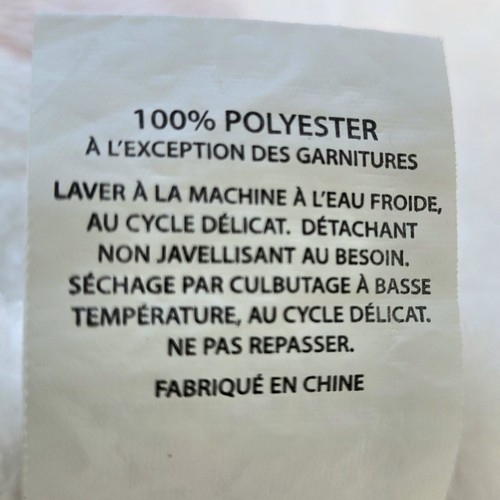 100% POLYESTER
À L'EXCEPTION DES GARNITURES
LAVER À LA MACHINE À L'EAU FROIDE,
AU CYCLE DÉLICAT. DÉTACHANT
NON JAVELLISANT AU BESOIN.
SÉCHAGE PAR CULBUTAGE À BASSE
TEMPÉRATURE, AU CYCLE DÉLICAT.
NE PAS REPASSER.
FABRIQUÉ EN CHINE